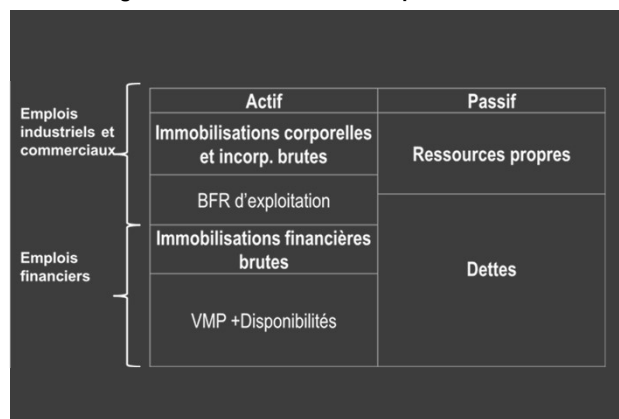 Actif
Passif
Emplois
industriels et
commerciaux
Immobilisations corporelles
et incorp. brutes
Ressources propres
BFR d'exploitation
Emplois
financiers
Immobilisations financières
brutes
Dettes
VMP +Disponibilités